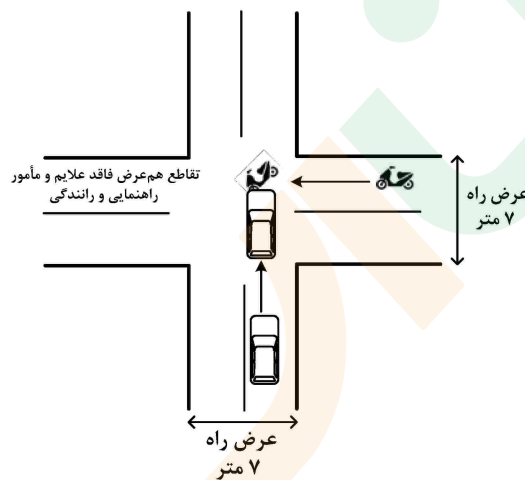 تقاطع هم‌عرض فاقد علایم و مأمور
راهنمایی و رانندگی
عرض راه
۷ متر
عرض راه
۷ متر